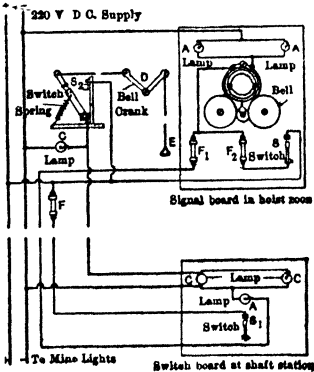 220 V D C. Supply
A
A
Lamp
Lamp
S2
D
Switch
Spring
Bell
Crank
Bell
C
Lamp
E
F1
F2
S
Switch
F
Signal board in hoist room
C
Lamp
C
Lamp
A
S1
Switch
To Mine Lights
Switch board at shaft station